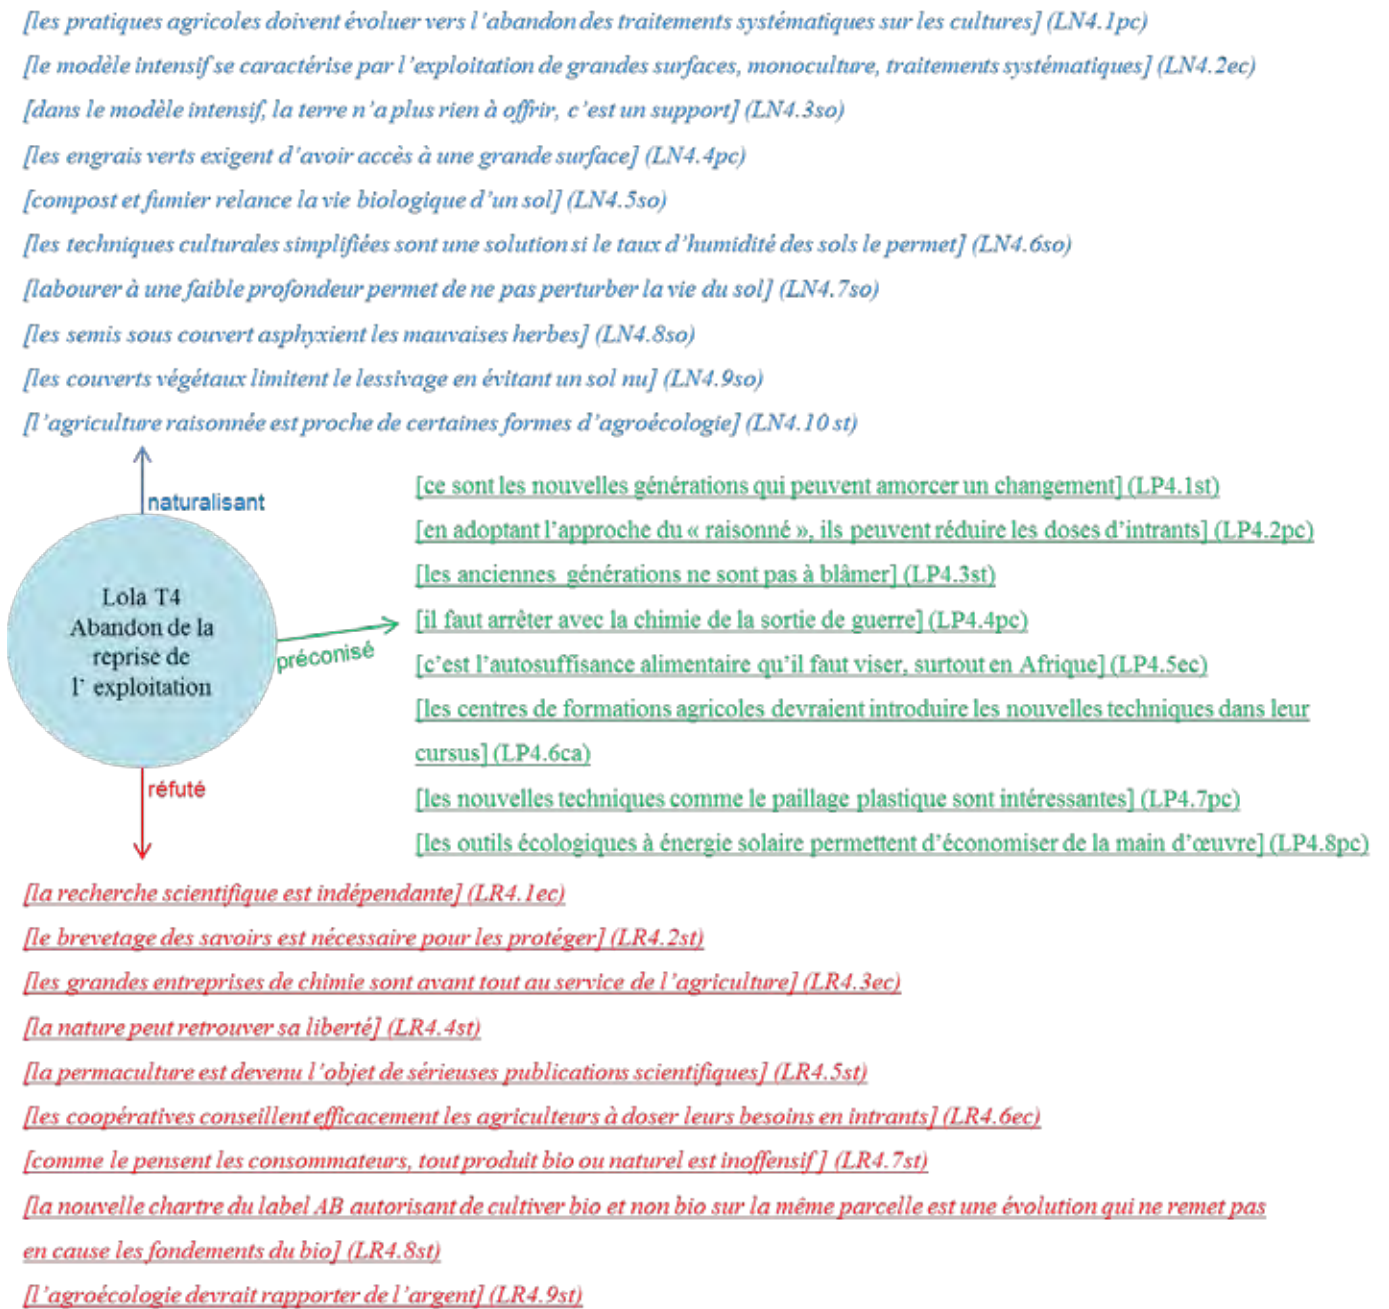 [les pratiques agricoles doivent évoluer vers l’abandon des traitements systématiques sur les cultures] (LN4.1pc)
[le modèle intensif se caractérise par l’exploitation de grandes surfaces, monoculture, traitements systématiques] (LN4.2ec)
[dans le modèle intensif, la terre n’a plus rien à offrir, c’est un support] (LN4.3so)
[les engrais verts exigent d’avoir accès à une grande surface] (LN4.4pc)
[compost et fumier relance la vie biologique d’un sol] (LN4.5so)
[les techniques culturales simplifiées sont une solution si le taux d’humidité des sols le permet] (LN4.6so)
[labourer à une faible profondeur permet de ne pas perturber la vie du sol] (LN4.7so)
[les semis sous couvert asphyxient les mauvaises herbes] (LN4.8so)
[les couverts végétaux limitent le lessivage en évitant un sol nu] (LN4.9so)
[l’agriculture raisonnée est proche de certaines formes d’agroécologie] (LN4.10 st)
naturalisant
Lola T4
Abandon de la
reprise de
l’ exploitation
préconisé
[ce sont les nouvelles générations qui peuvent amorcer un changement] (LP4.1st)
[en adoptant l’approche du « raisonné », ils peuvent réduire les doses d’intrants] (LP4.2pc)
[les anciennes générations ne sont pas à blâmer] (LP4.3st)
[il faut arrêter avec la chimie de la sortie de guerre] (LP4.4pc)
[c’est l’autosuffisance alimentaire qu’il faut viser, surtout en Afrique] (LP4.5ec)
[les centres de formations agricoles devraient introduire les nouvelles techniques dans leur
cursus] (LP4.6ca)
[les nouvelles techniques comme le paillage plastique sont intéressantes] (LP4.7pc)
[les outils écologiques à énergie solaire permettent d’économiser de la main d’œuvre] (LP4.8pc)
réfuté
[la recherche scientifique est indépendante] (LR4.1ec)
[le brevetage des savoirs est nécessaire pour les protéger] (LR4.2st)
[les grandes entreprises de chimie sont avant tout au service de l’agriculture] (LR4.3ec)
[la nature peut retrouver sa liberté] (LR4.4st)
[la permaculture est devenu l’objet de sérieuses publications scientifiques] (LR4.5st)
[les coopératives conseillent efficacement les agriculteurs à doser leurs besoins en intrants] (LR4.6ec)
[comme le pensent les consommateurs, tout produit bio ou naturel est inoffensif ] (LR4.7st)
[la nouvelle chartre du label AB autorisant de cultiver bio et non bio sur la même parcelle est une évolution qui ne remet pas
en cause les fondements du bio] (LR4.8st)
[l’agroécologie devrait rapporter de l’argent] (LR4.9st)